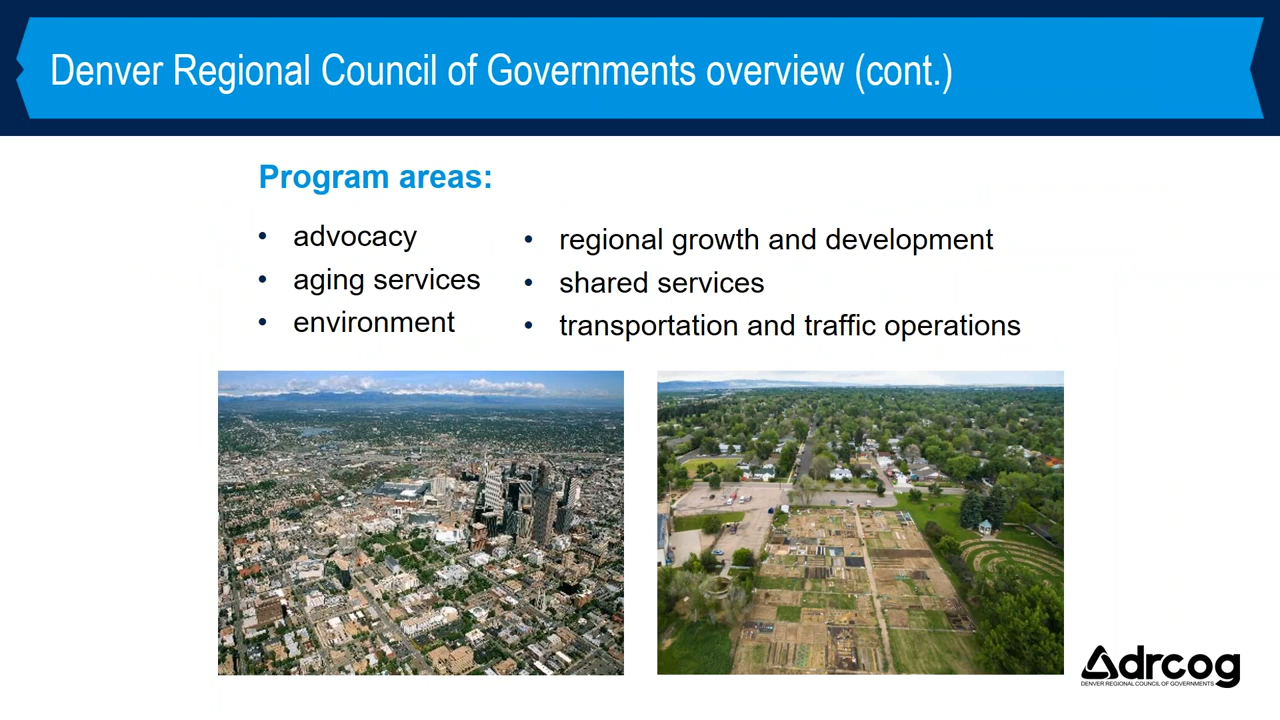 Denver Regional Council of Governments overview (cont.)
Program areas:
• advocacy
• aging services
• environment
• regional growth and development
• shared services
• transportation and traffic operations
drcog
DENVER REGIONAL COUNCIL OF GOVERNMENTS